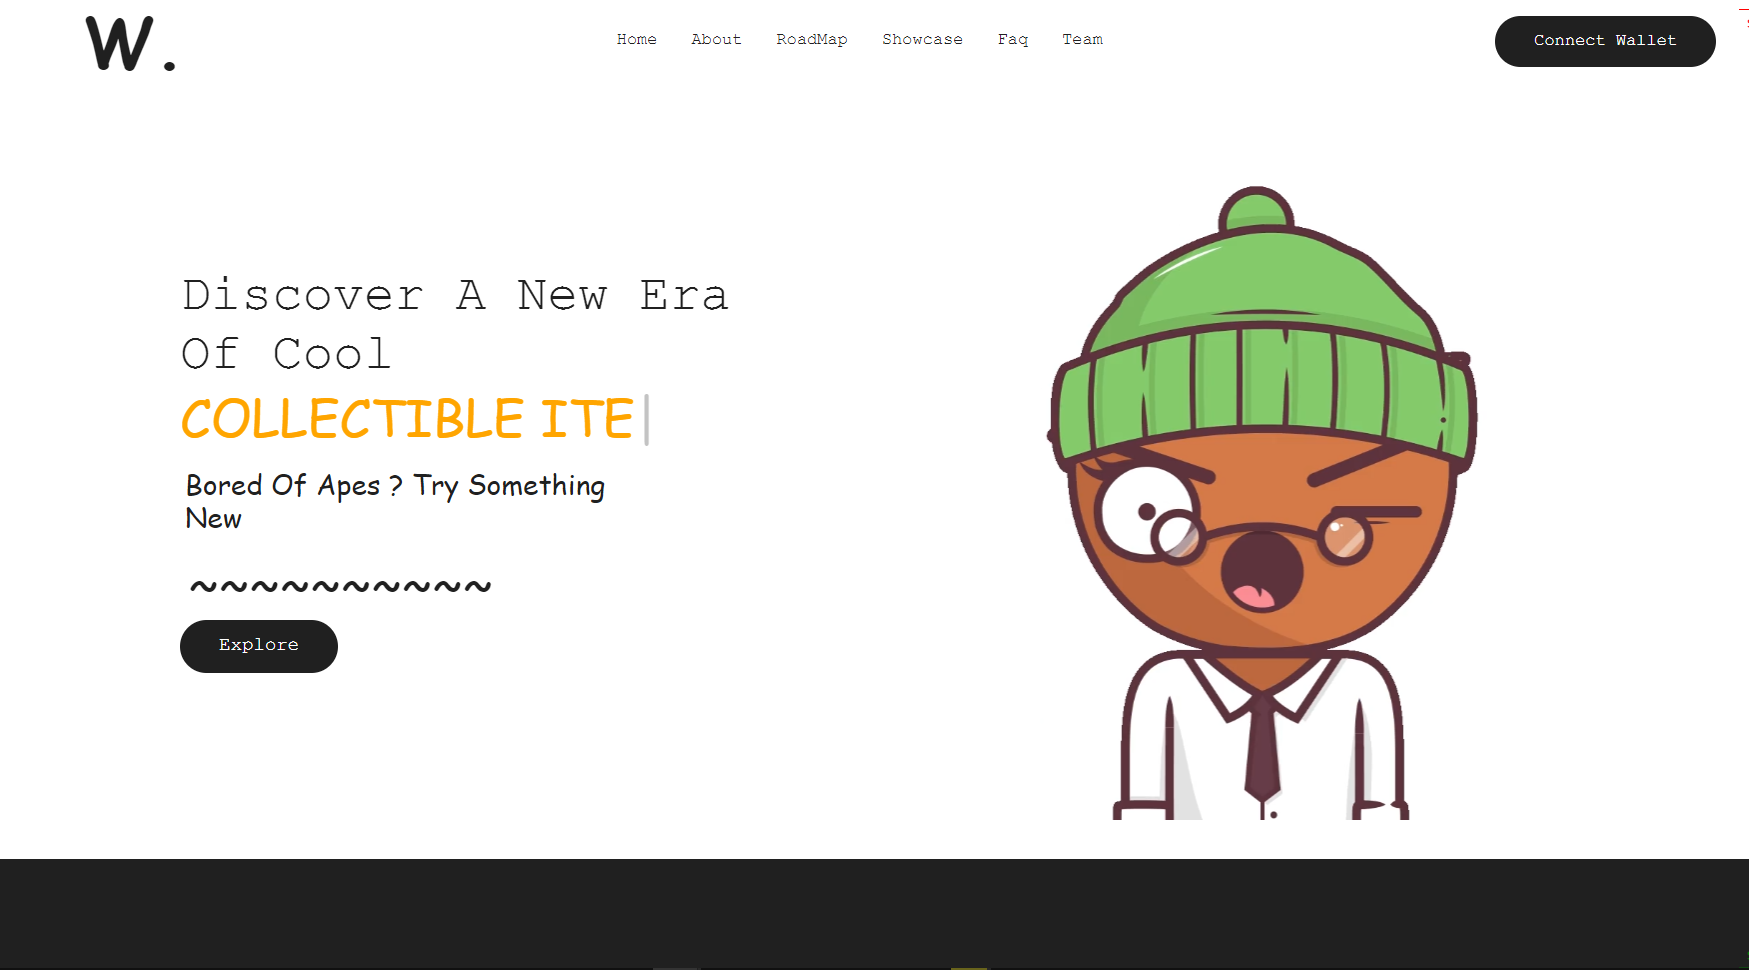 W.
Home About RoadMap Showcase Faq Team
Connect Wallet
Discover A New Era
Of Cool
COLLECTIBLE ITE|
Bored Of Apes ? Try Something
New
~~~~~~~~~~
Explore